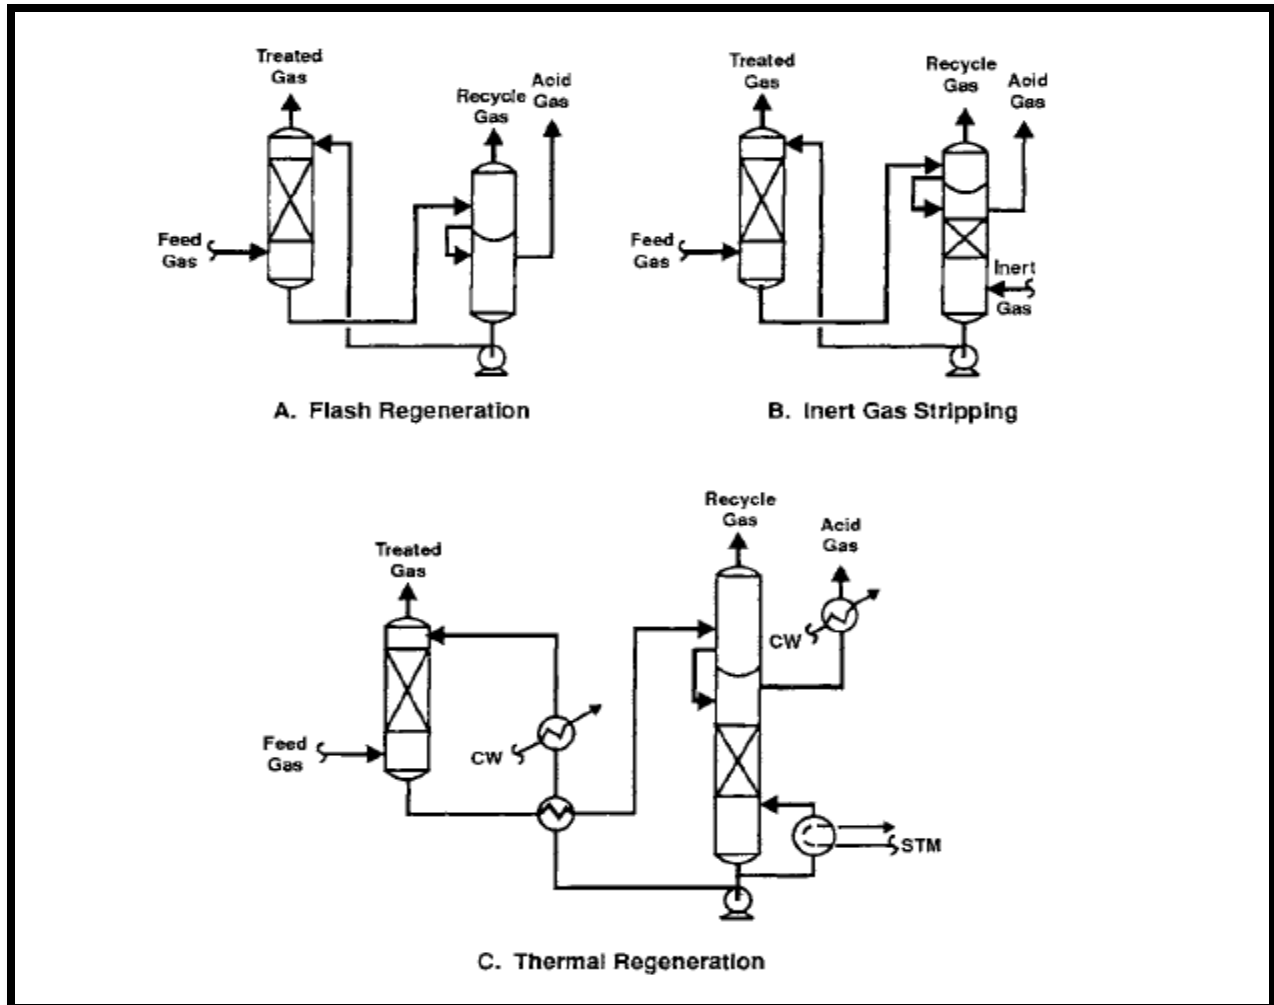 Treated
Gas
Recycle
Gas
Acid
Gas
Feed
Gas
A. Flash Regeneration
Treated
Gas
Recycle
Gas
Acid
Gas
Feed
Gas
Inert
Gas
B. Inert Gas Stripping
Recycle
Gas
Acid
Gas
Treated
Gas
CW
Feed
Gas
CW
STM
C. Thermal Regeneration